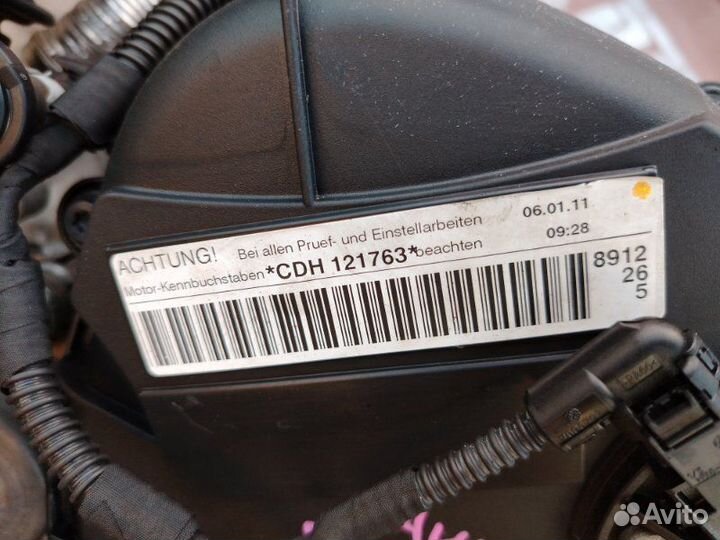 ACHTUNG! Bei allen Pruef- und Einstellarbeiten 06.01.11
Motor-Kennbuchstaben *CDH 121763* beachten 09:28
8912
26
5
Avito